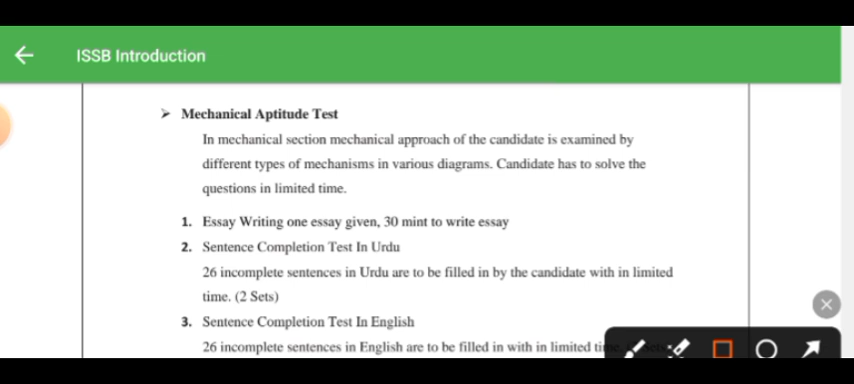 ISSB Introduction
➢ Mechanical Aptitude Test
In mechanical section mechanical approach of the candidate is examined by
different types of mechanisms in various diagrams. Candidate has to solve the
questions in limited time.
1. Essay Writing one essay given, 30 mint to write essay
2. Sentence Completion Test In Urdu
26 incomplete sentences in Urdu are to be filled in by the candidate with in limited
time. (2 Sets)
3. Sentence Completion Test In English
26 incomplete sentences in English are to be filled in with in limited